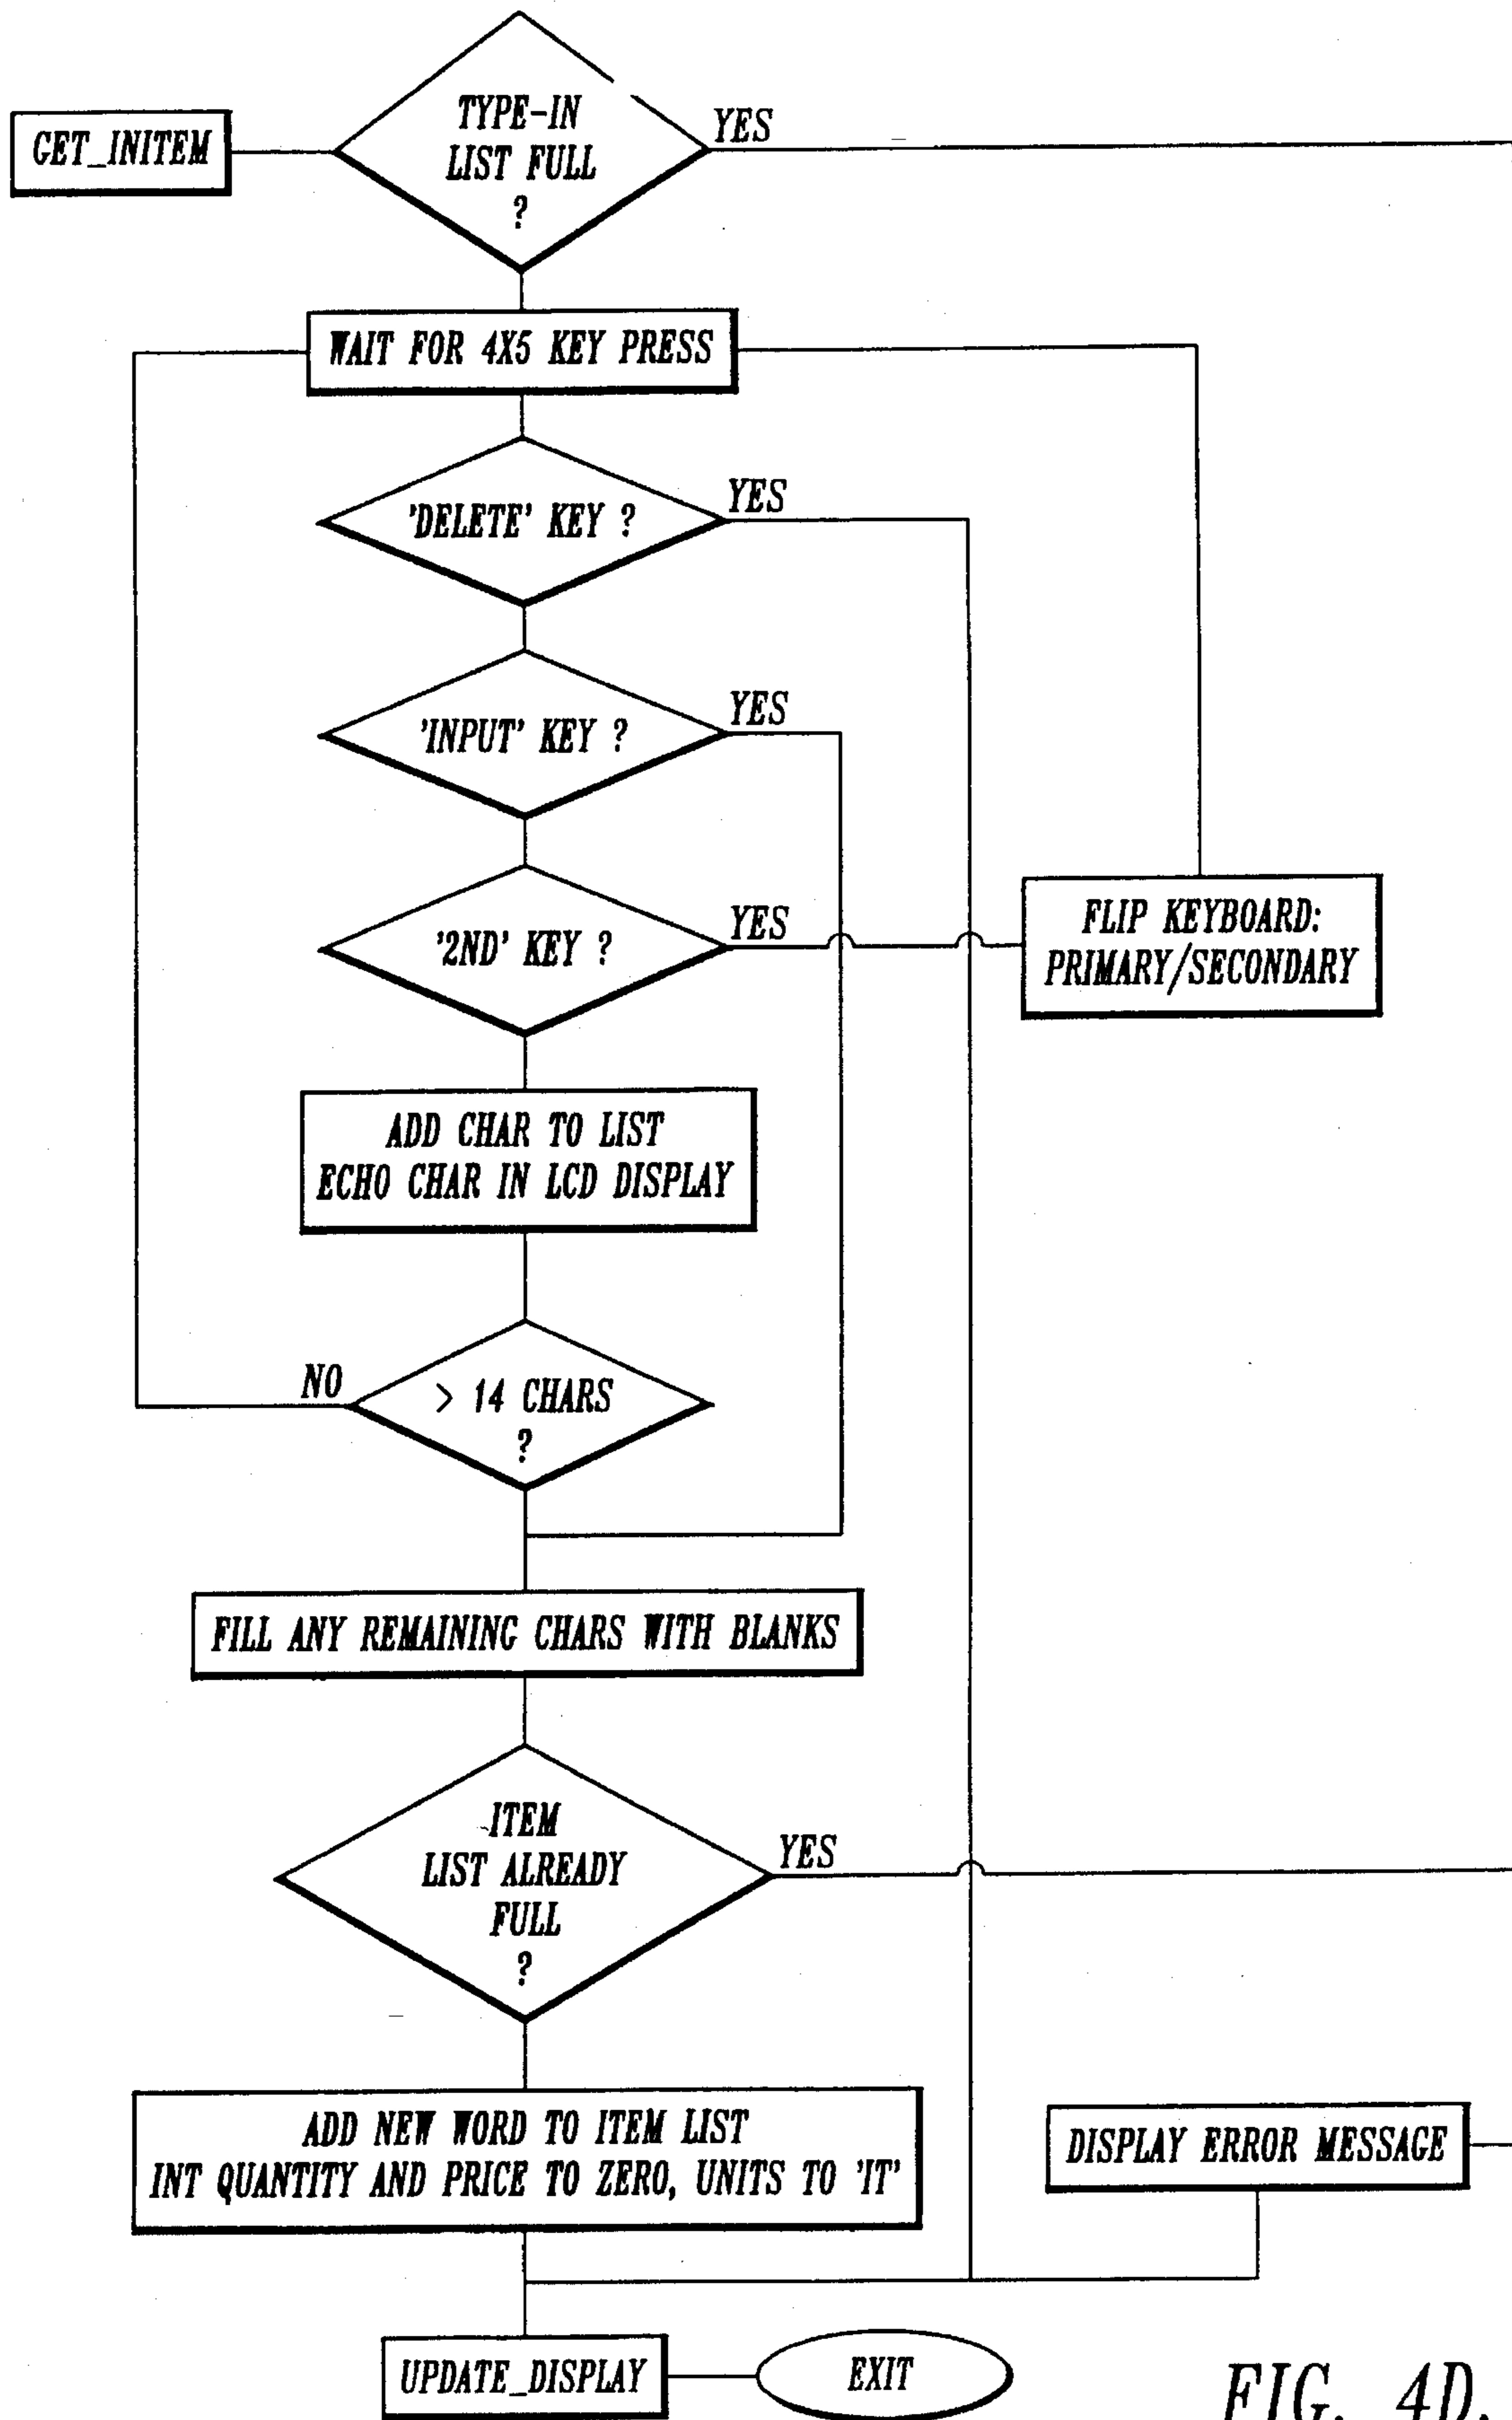 GET_INITEM
TYPE-IN
LIST FULL
?
YES
WAIT FOR 4X5 KEY PRESS
'DELETE' KEY ?
YES
'INPUT' KEY ?
YES
'2ND' KEY ?
YES
FLIP KEYBOARD:
PRIMARY/SECONDARY
ADD CHAR TO LIST
ECHO CHAR IN LCD DISPLAY
> 14 CHARS
?
NO
FILL ANY REMAINING CHARS WITH BLANKS
ITEM
LIST ALREADY
FULL
?
YES
ADD NEW WORD TO ITEM LIST
INT QUANTITY AND PRICE TO ZERO, UNITS TO 'IT'
DISPLAY ERROR MESSAGE
UPDATE_DISPLAY
EXIT
FIG. 4D.